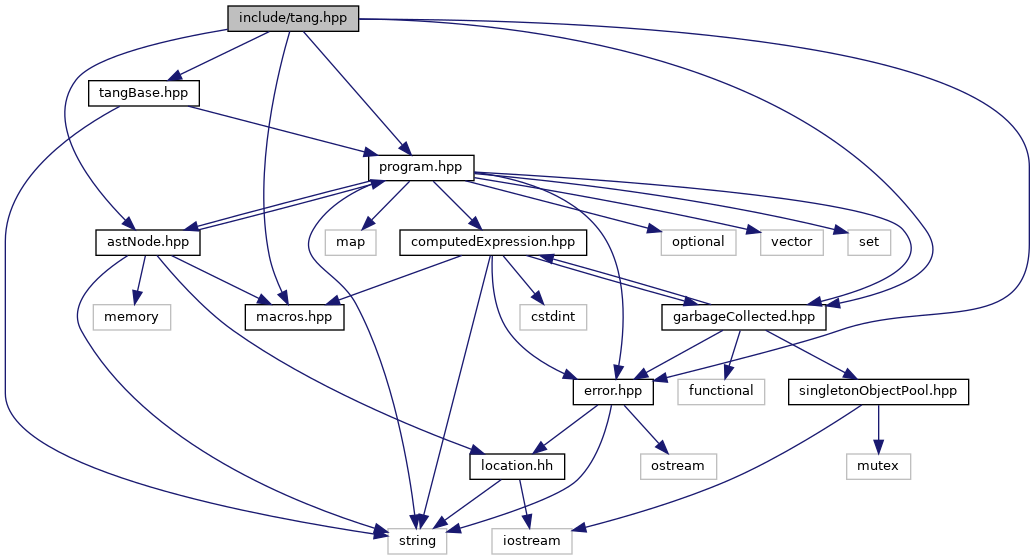 include/tang.hpp
tangBase.hpp
program.hpp
astNode.hpp
map
computedExpression.hpp
optional
vector
set
memory
macros.hpp
cstdint
garbageCollected.hpp
error.hpp
functional
singletonObjectPool.hpp
location.hh
ostream
mutex
string
iostream